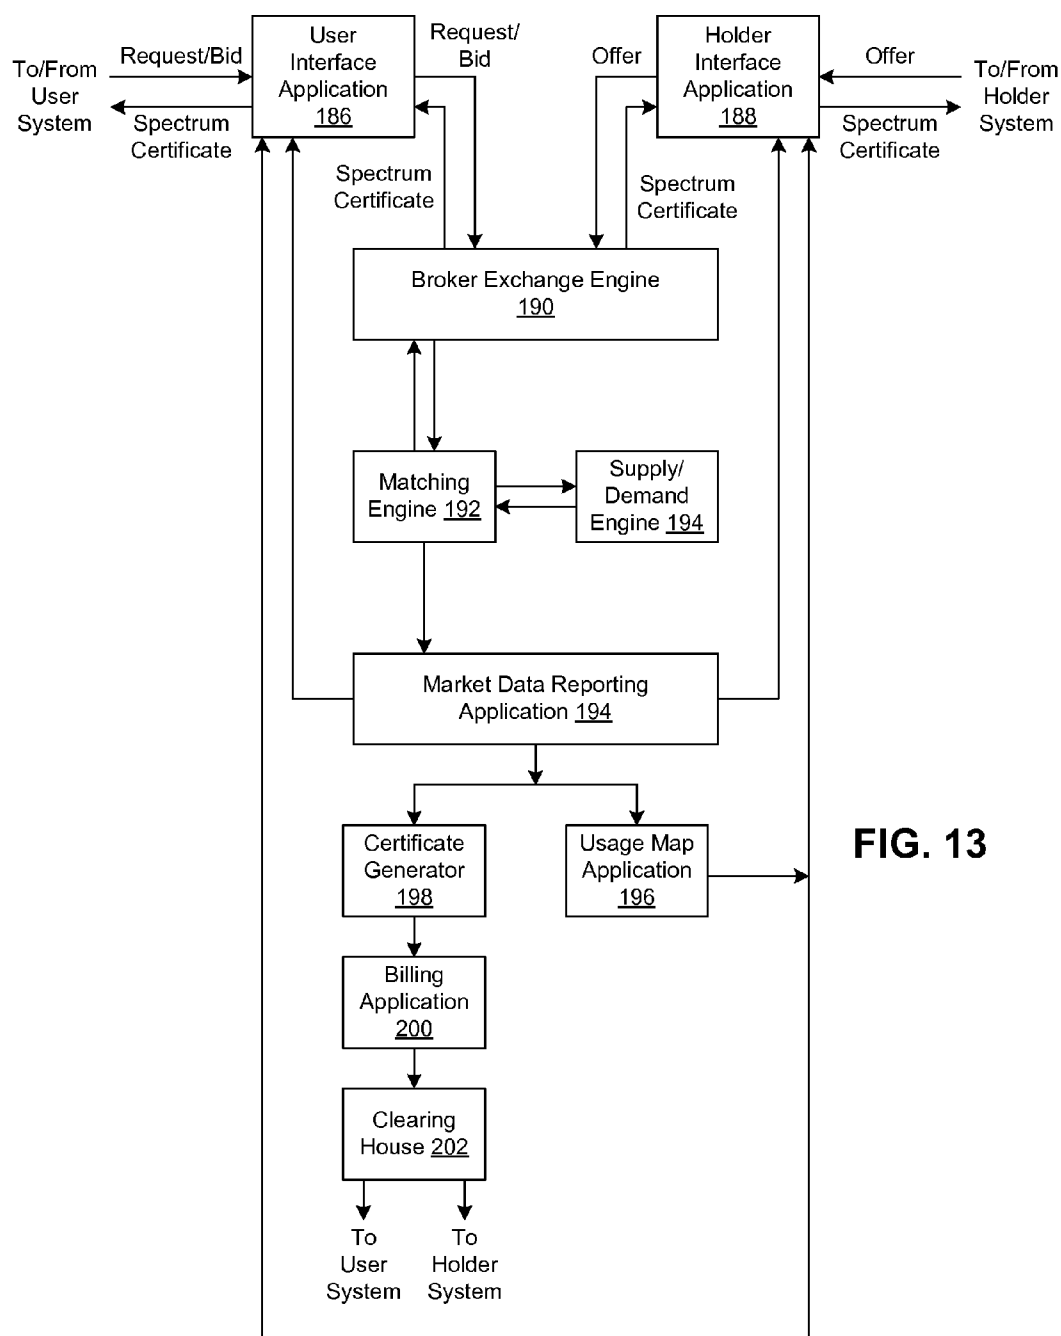 To/From
User
System
Request/Bid
Spectrum
Certificate
User
Interface
Application
186
Request/
Bid
Spectrum
Certificate
Offer
Spectrum
Certificate
Holder
Interface
Application
188
Offer
Spectrum
Certificate
To/From
Holder
System
Broker Exchange Engine
190
Matching
Engine 192
Supply/
Demand
Engine 194
Market Data Reporting
Application 194
Certificate
Generator
198
Usage Map
Application
196
FIG. 13
Billing
Application
200
Clearing
House 202
To
User
System
To
Holder
System